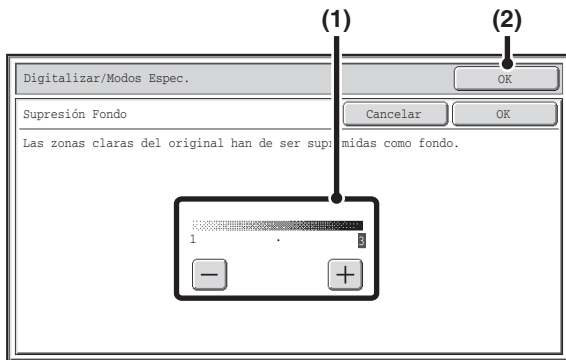 (1) (2)
Digitalizar/Modos Espec. OK
Supresión Fondo Cancelar OK
Las zonas claras del original han de ser suprimidas como fondo.
1 · 3
− +